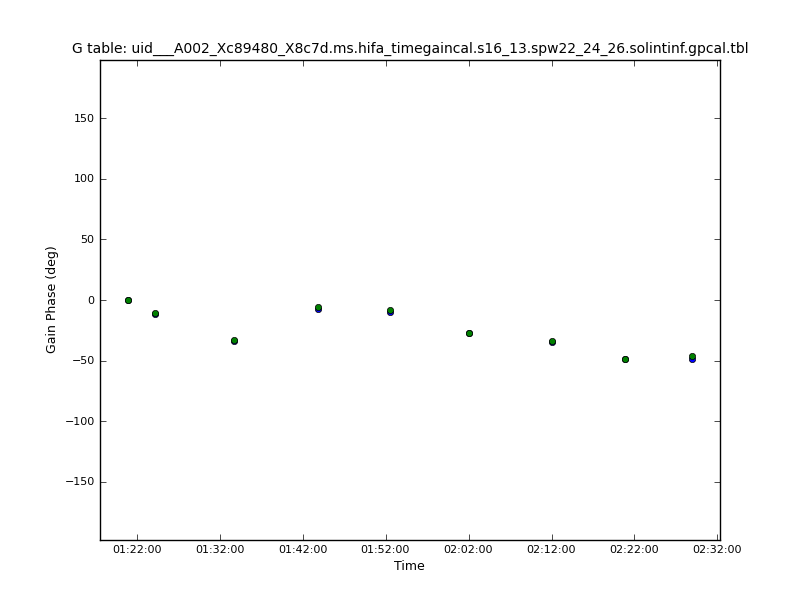 G table: uid___A002_Xc89480_X8c7d.ms.hifa_timegaincal.s16_13.spw22_24_26.solintinf.gpcal.tbl
Gain Phase (deg)
150
100
50
0
−50
−100
−150
01:22:00 01:32:00 01:42:00 01:52:00 02:02:00 02:12:00 02:22:00 02:32:00
Time